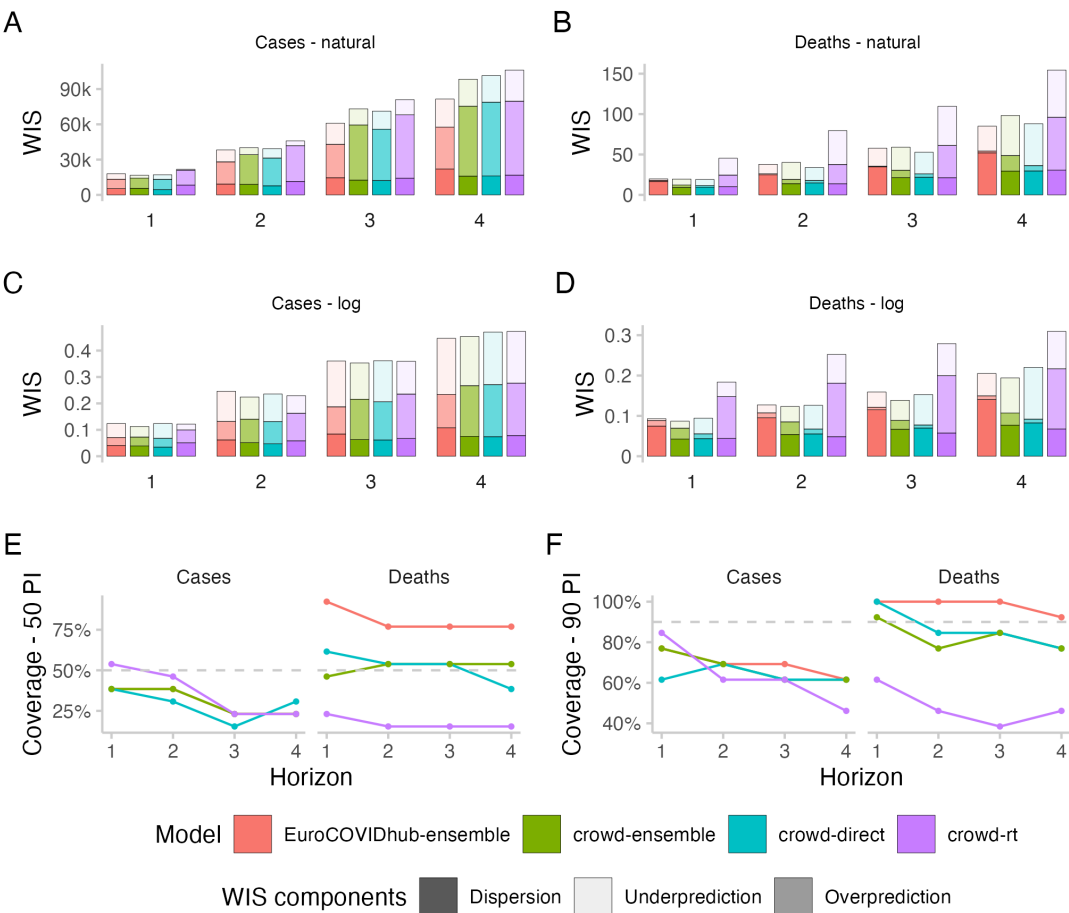 A
B
Cases - natural
Deaths - natural
WIS
90k
60k
30k
0
1 2 3 4
WIS
150
100
50
0
1 2 3 4
C
D
Cases - log
Deaths - log
WIS
0.4
0.3
0.2
0.1
0
1 2 3 4
WIS
0.3
0.2
0.1
0
1 2 3 4
E
F
Coverage - 50 PI
Cases
Deaths
75%
50%
25%
1 2 3 4
1 2 3 4
Horizon
Coverage - 90 PI
Cases
Deaths
100%
80%
60%
40%
1 2 3 4
1 2 3 4
Horizon
Model EuroCOVIDhub-ensemble crowd-ensemble crowd-direct crowd-rt
WIS components Dispersion Underprediction Overprediction